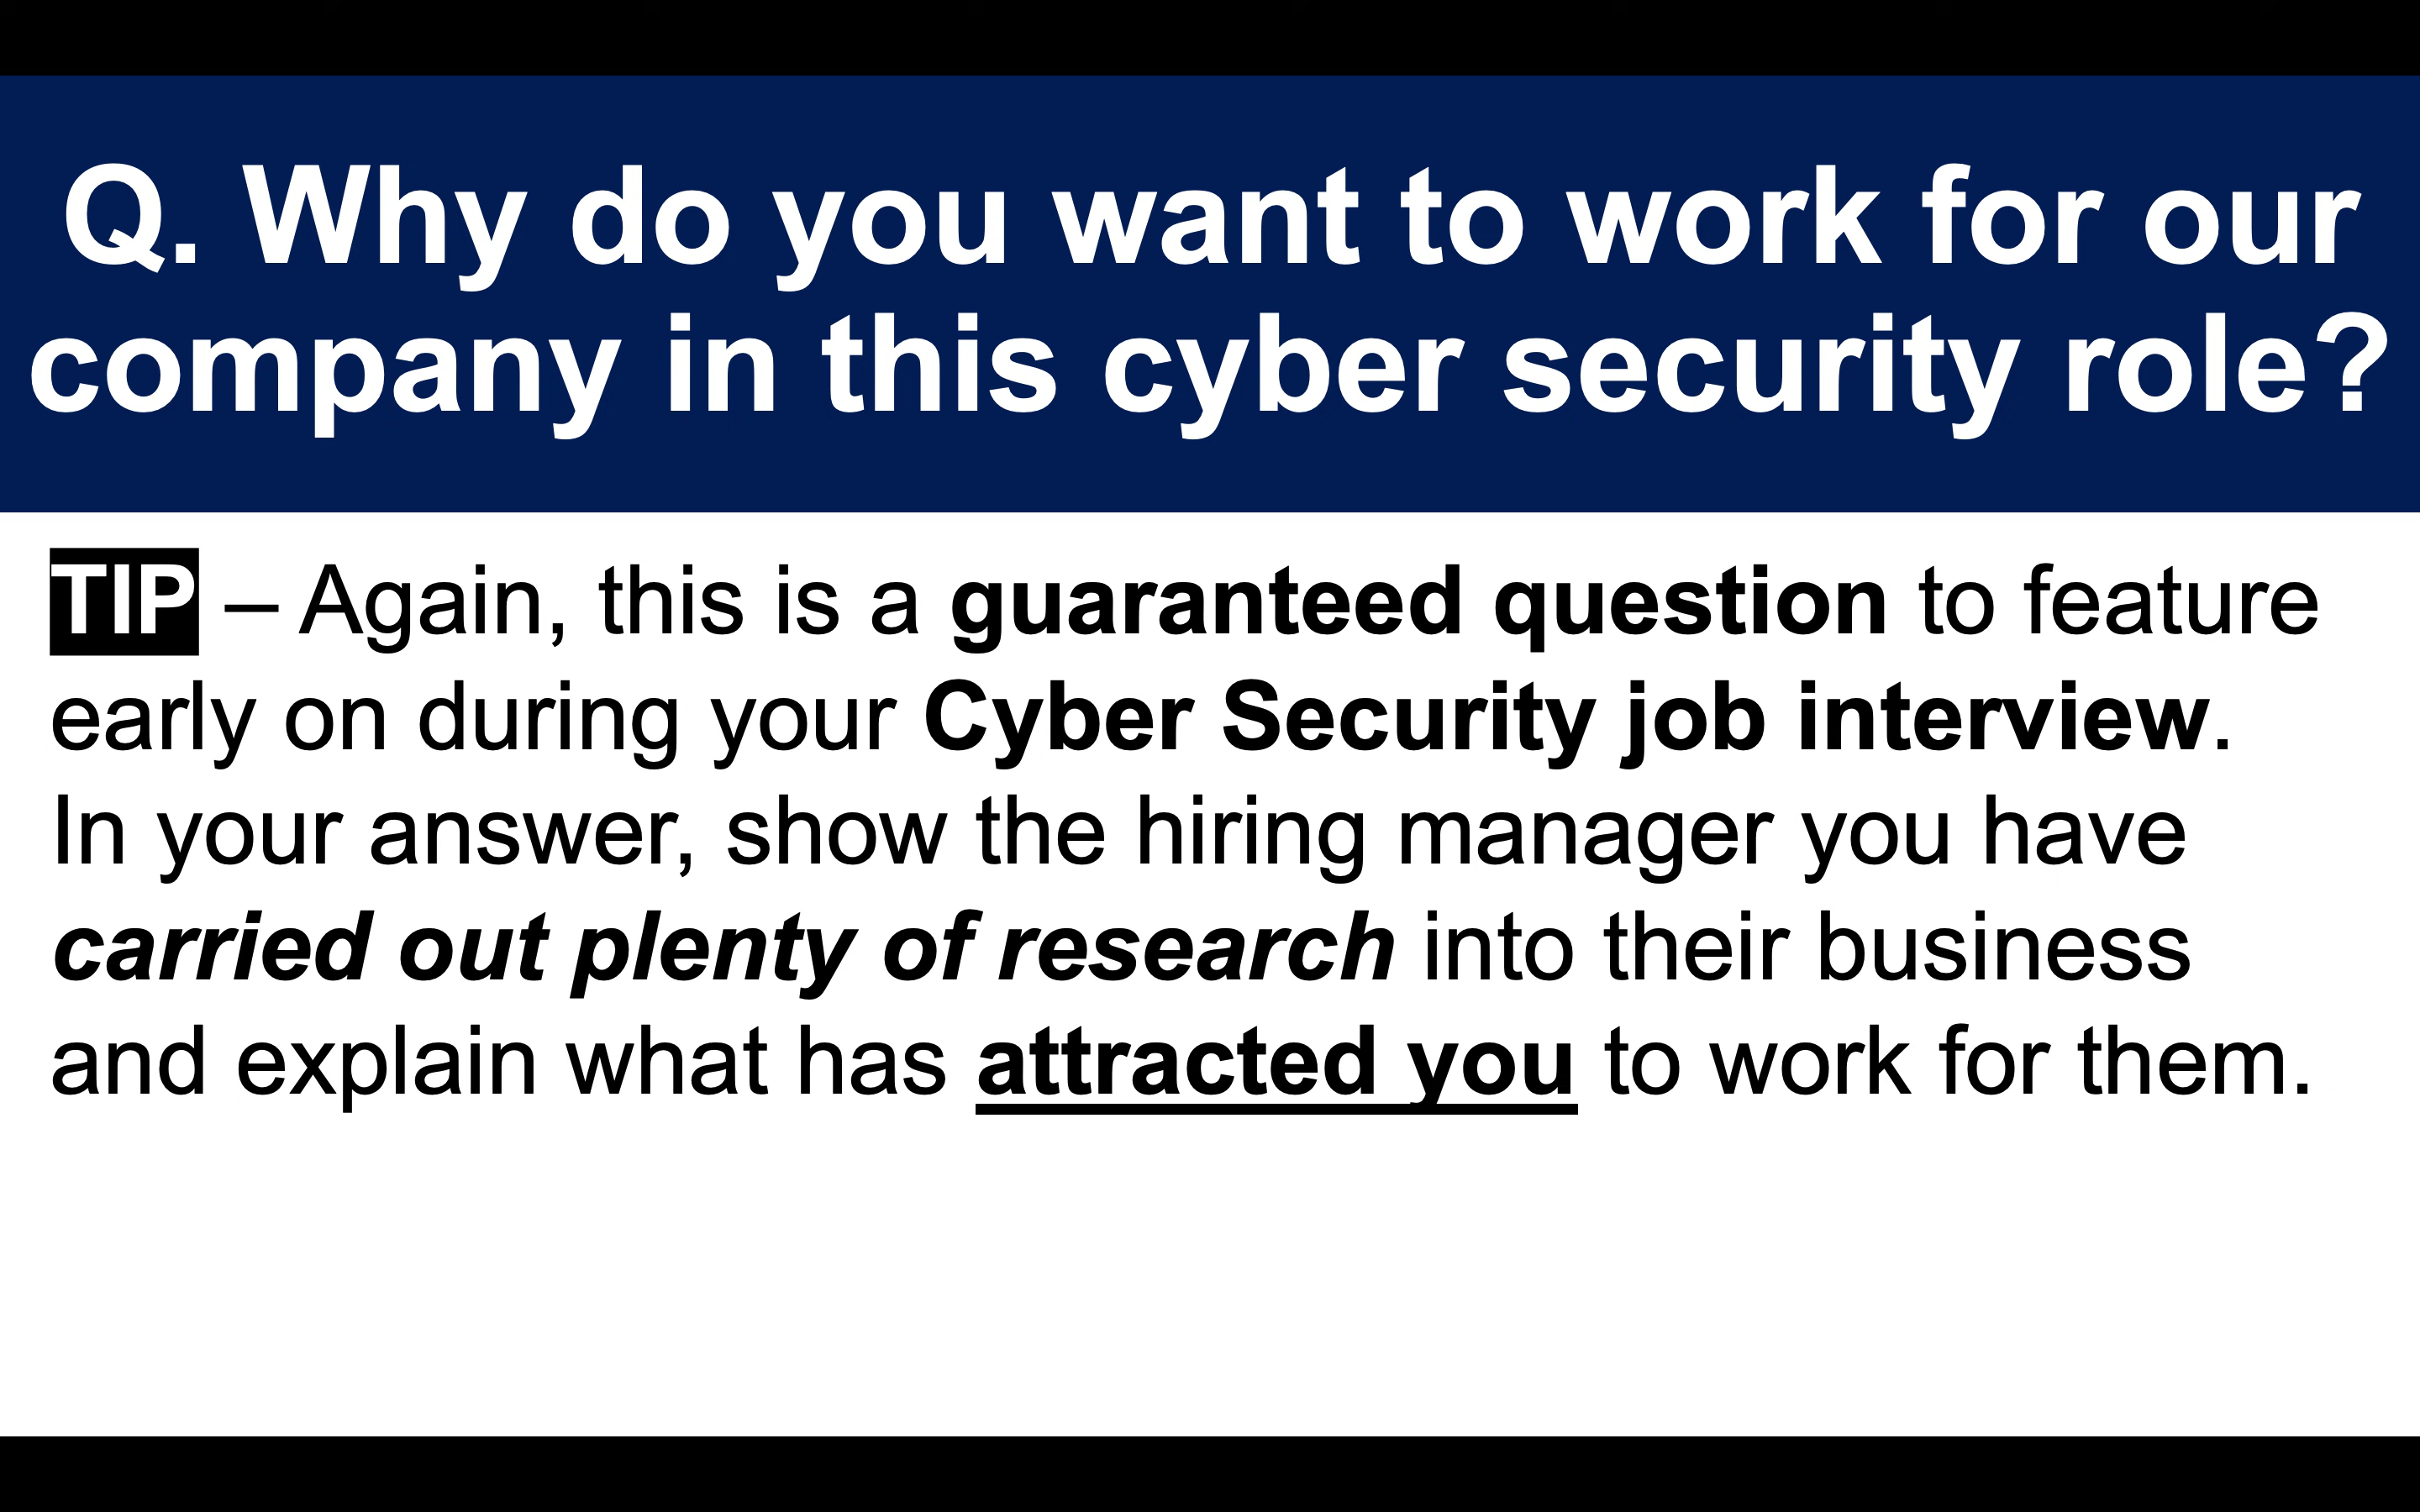 Q. Why do you want to work for our
company in this cyber security role?
TIP – Again, this is a guaranteed question to feature
early on during your Cyber Security job interview.
In your answer, show the hiring manager you have
carried out plenty of research into their business
and explain what has attracted you to work for them.